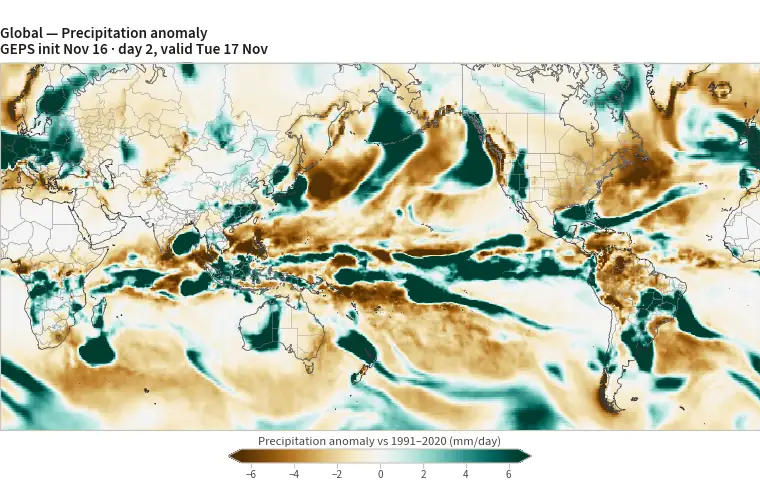 Global — Precipitation anomaly
GEPS init Nov 16 · day 2, valid Tue 17 Nov
Precipitation anomaly vs 1991–2020 (mm/day)
−6 −4 −2 0 2 4 6